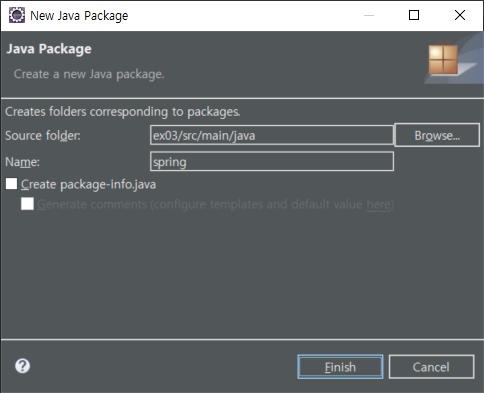 New Java Package
Java Package
Create a new Java package.
Creates folders corresponding to packages.
Source folder: ex03/src/main/java Browse...
Name: spring
Create package-info.java
Generate comments (configure templates and default value here)
? Finish Cancel